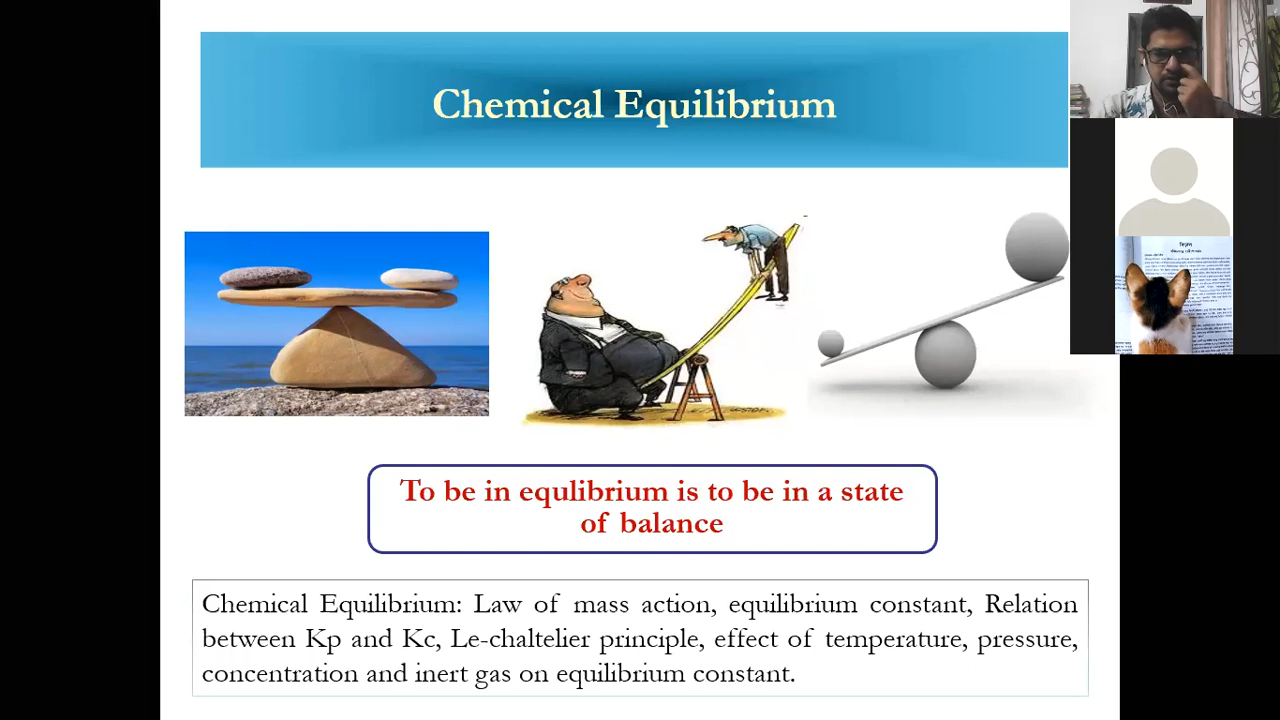 Chemical Equilibrium
To be in equlibrium is to be in a state
of balance
Chemical Equilibrium: Law of mass action, equilibrium constant, Relation
between Kp and Kc, Le-chaltelier principle, effect of temperature, pressure,
concentration and inert gas on equilibrium constant.